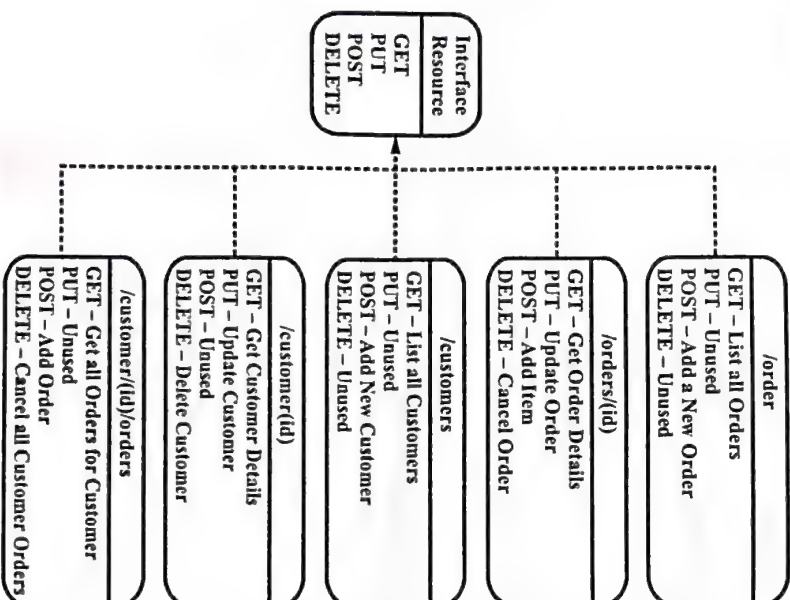 Interface
Resource
GET
PUT
POST
DELETE
/order
GET – List all Orders
PUT – Unused
POST – Add a New Order
DELETE – Unused
/orders/(id)
GET – Get Order Details
PUT – Update Order
POST – Add Item
DELETE – Cancel Order
/customers
GET – List all Customers
PUT – Unused
POST – Add New Customer
DELETE – Unused
/customer(id)
GET – Get Customer Details
PUT – Update Customer
POST – Unused
DELETE – Delete Customer
/customer/(id)/orders
GET – Get all Orders for Customer
PUT – Unused
POST – Add Order
DELETE – Cancel all Customer Orders